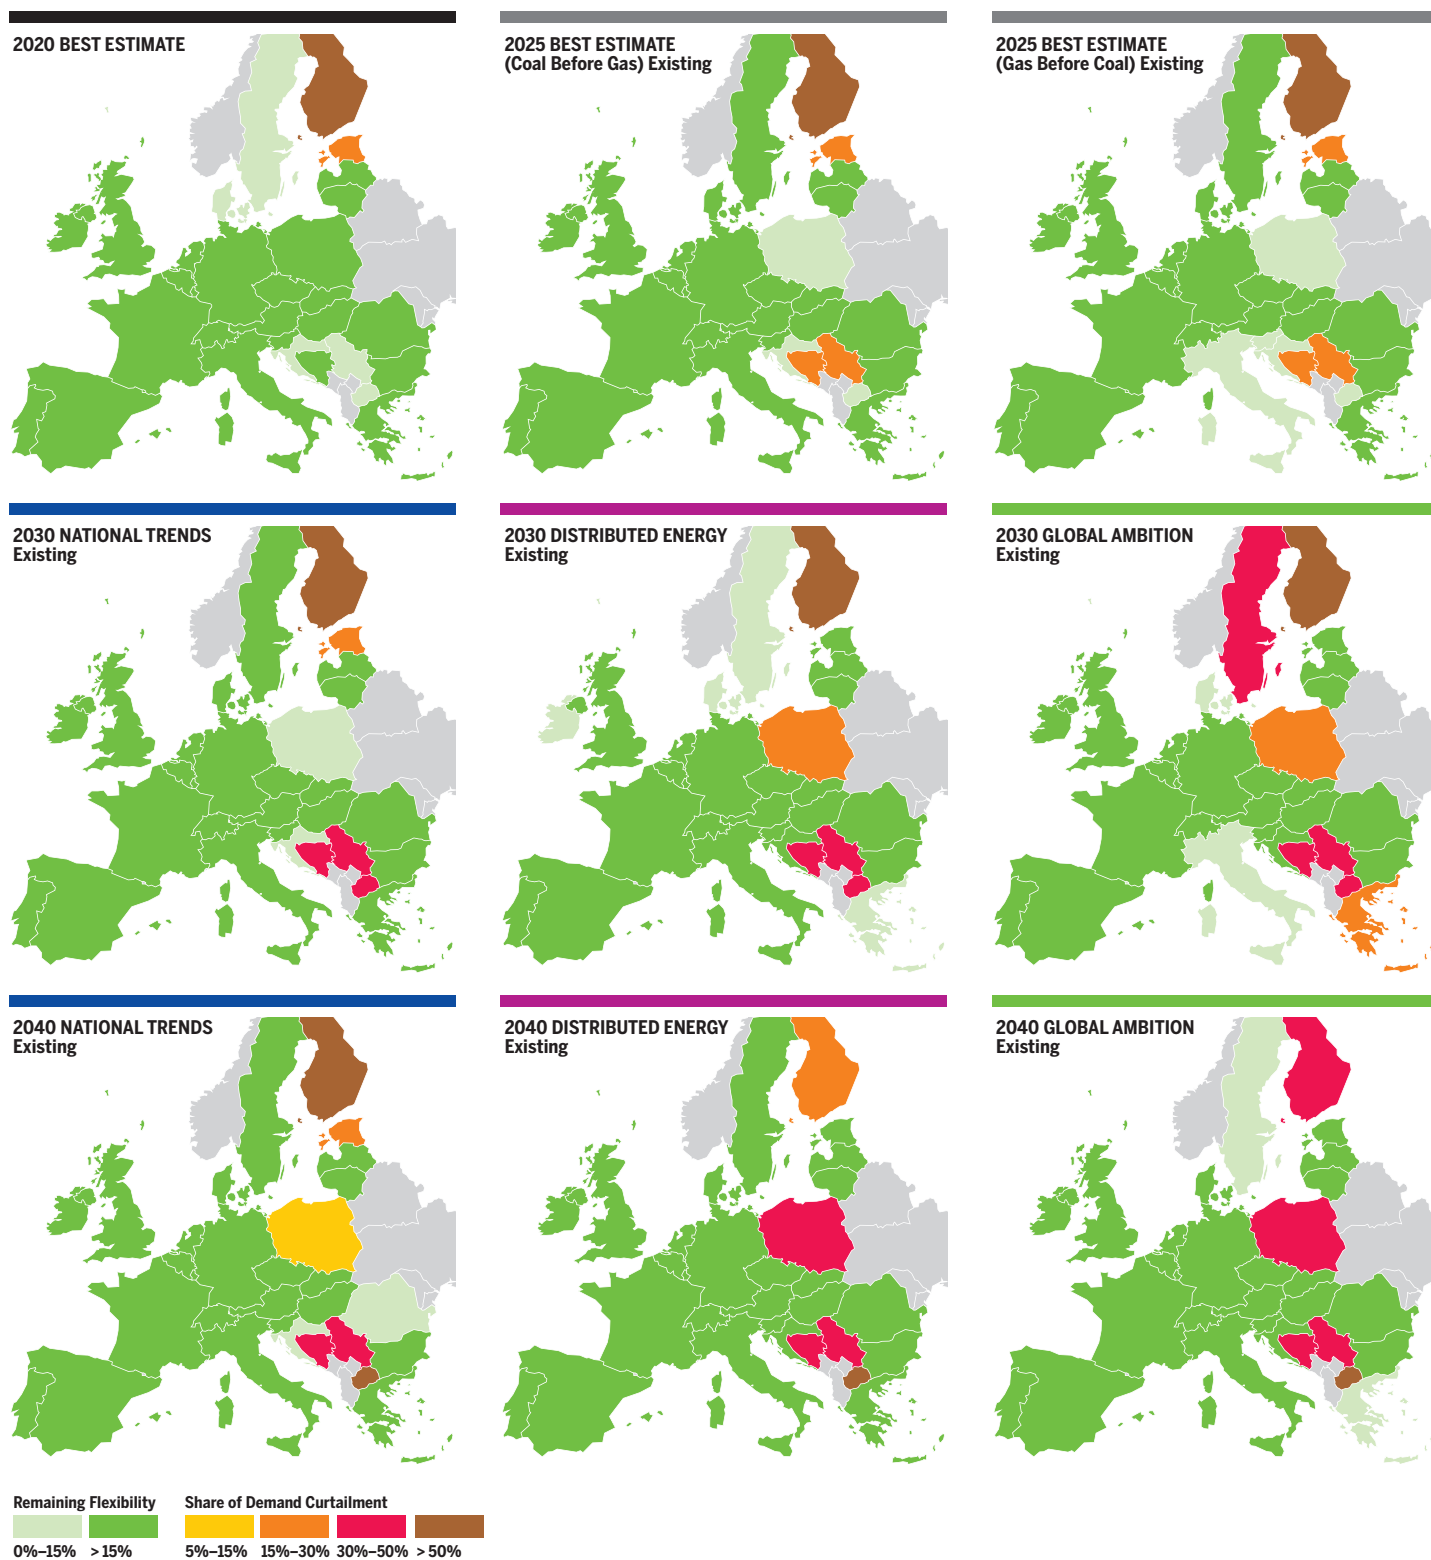 2020 BEST ESTIMATE
2025 BEST ESTIMATE
(Coal Before Gas) Existing
2025 BEST ESTIMATE
(Gas Before Coal) Existing
2030 NATIONAL TRENDS
Existing
2030 DISTRIBUTED ENERGY
Existing
2030 GLOBAL AMBITION
Existing
2040 NATIONAL TRENDS
Existing
2040 DISTRIBUTED ENERGY
Existing
2040 GLOBAL AMBITION
Existing
Remaining Flexibility
0%–15% > 15%
Share of Demand Curtailment
5%–15% 15%–30% 30%–50% > 50%